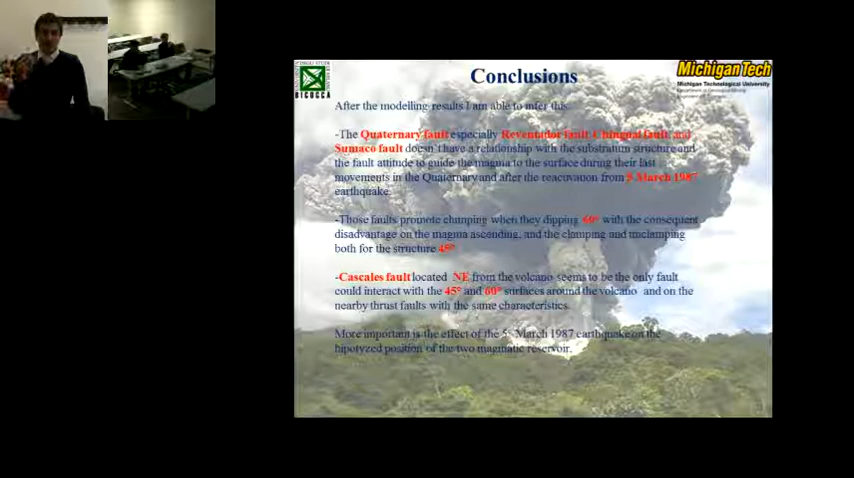 Conclusions
MichiganTech
Michigan Technological University
BICOCCA
After the modelling results I am able to infer this:
-The Quaternary fault especially Reventador fault Chingual fault, and
Sumaco fault doesn't have a relationship with the substratum structure and
the fault attitude to guide the magma to the surface during their last
movements in the Quaternary and after the reactivation from 5 March 1987
earthquake.
-Those faults promote clumping when they dipping 60° with the consequent
disadvantage on the magma ascending, and the clamping and unclamping
both for the structure 45°
-Cascales fault located NE from the volcano seems to be the only fault
could interact with the 45° and 60° surfaces around the volcano and on the
nearby thrust faults with the same characteristics.
More important is the effect of the 5 March 1987 earthquake on the
hipotyzed position of the two magmatic reservoir.